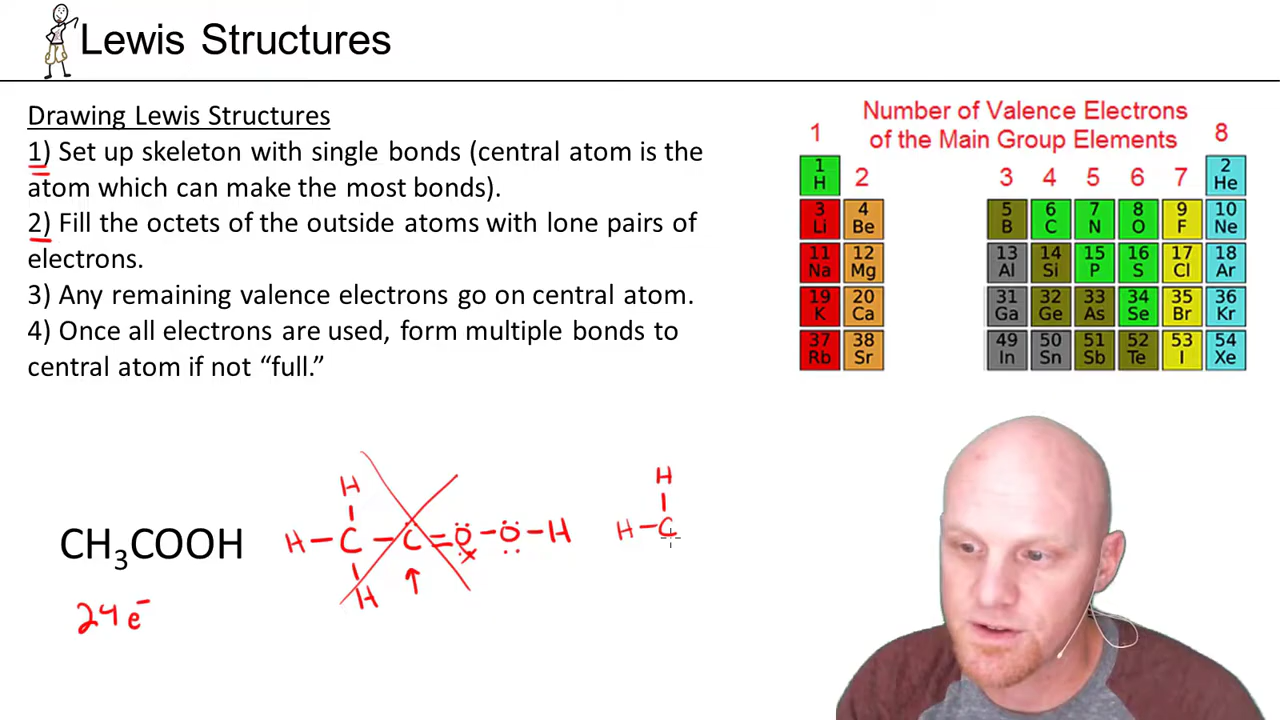 Lewis Structures
Drawing Lewis Structures
1) Set up skeleton with single bonds (central atom is the
atom which can make the most bonds).
2) Fill the octets of the outside atoms with lone pairs of
electrons.
3) Any remaining valence electrons go on central atom.
4) Once all electrons are used, form multiple bonds to
central atom if not “full.”
Number of Valence Electrons
of the Main Group Elements
1 8
2 3 4 5 6 7
1 2
H He
3 4 5 6 7 8 9 10
Li Be B C N O F Ne
11 12 13 14 15 16 17 18
Na Mg Al Si P S Cl Ar
19 20 31 32 33 34 35 36
K Ca Ga Ge As Se Br Kr
37 38 49 50 51 52 53 54
Rb Sr In Sn Sb Te I Xe
CH₃COOH
24 e⁻
H
H – C – C = O – O – H
H
H
H – C